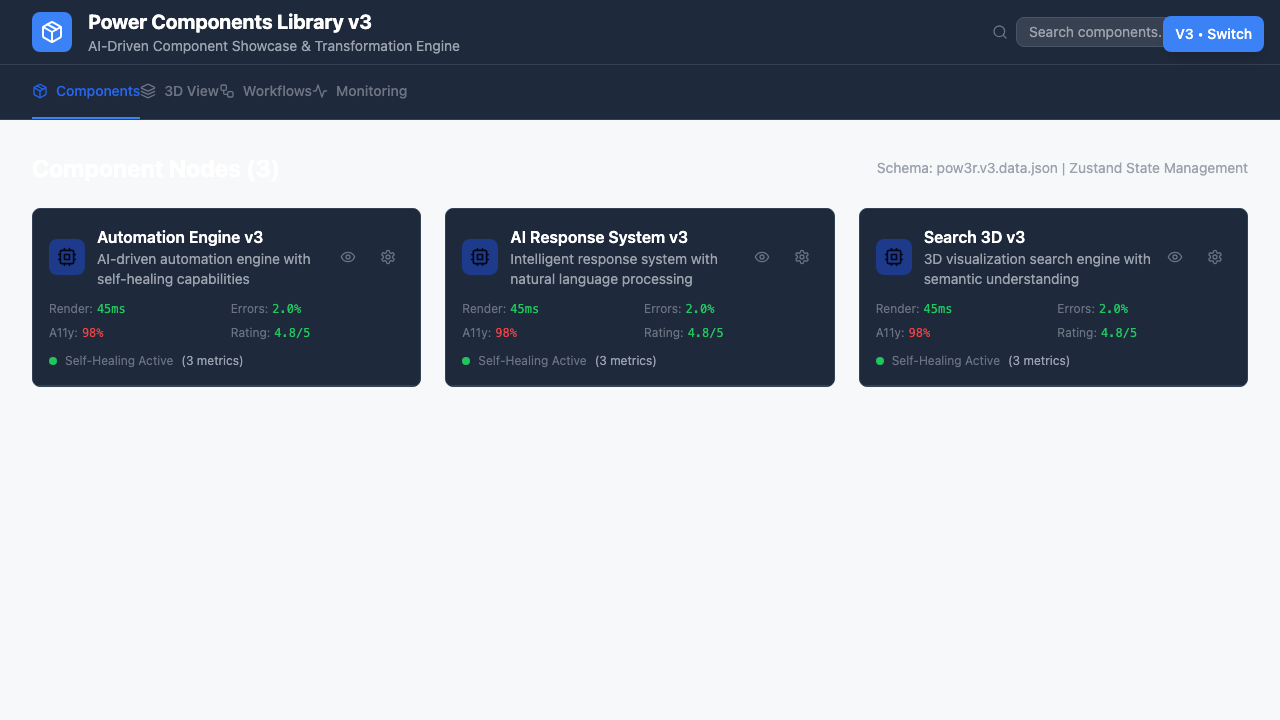 Power Components Library v3
AI-Driven Component Showcase & Transformation Engine
Search components.
V3 • Switch
Components
3D View
Workflows
Monitoring
Component Nodes (3)
Schema: pow3r.v3.data.json | Zustand State Management
Automation Engine v3
AI-driven automation engine with
self-healing capabilities
Render: 45ms
Errors: 2.0%
A11y: 98%
Rating: 4.8/5
Self-Healing Active (3 metrics)
AI Response System v3
Intelligent response system with
natural language processing
Render: 45ms
Errors: 2.0%
A11y: 98%
Rating: 4.8/5
Self-Healing Active (3 metrics)
Search 3D v3
3D visualization search engine with
semantic understanding
Render: 45ms
Errors: 2.0%
A11y: 98%
Rating: 4.8/5
Self-Healing Active (3 metrics)